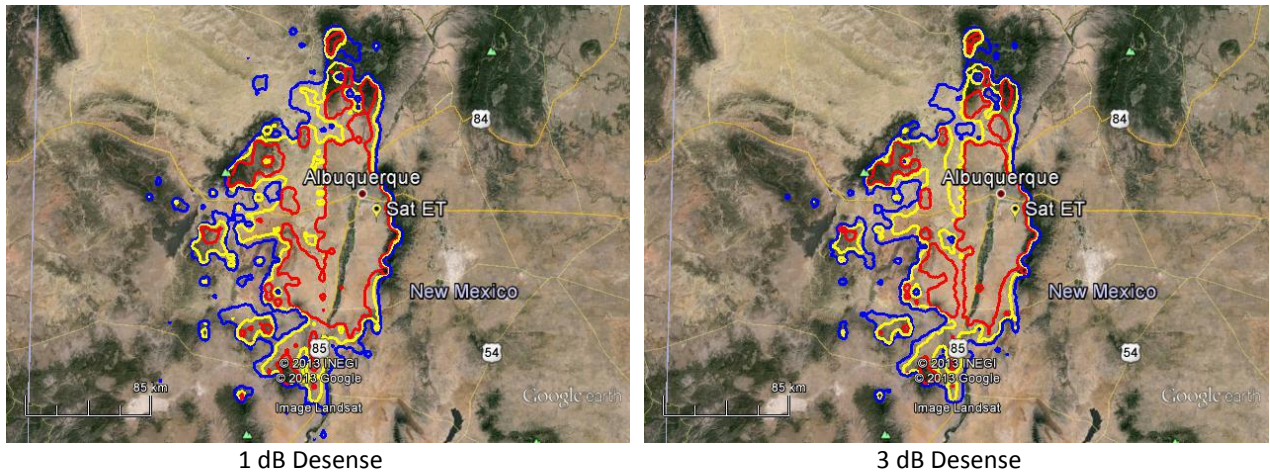 84
Albuquerque
Sat ET
New Mexico
85
54
© 2013 INEGI
© 2013 Google
85 km
Image Landsat
Google earth
1 dB Desense
84
Albuquerque
Sat ET
New Mexico
85
54
© 2013 INEGI
© 2013 Google
85 km
Image Landsat
Google earth
3 dB Desense